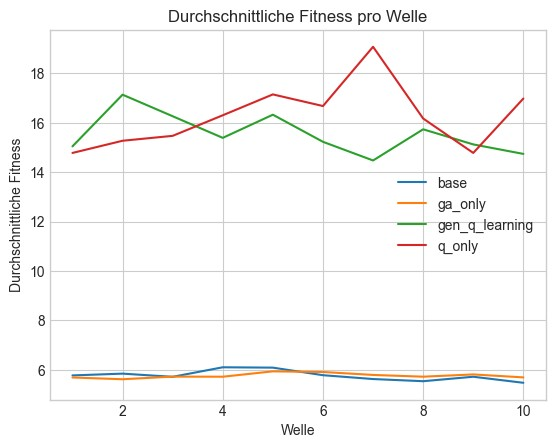 Durchschnittliche Fitness pro Welle
Durchschnittliche Fitness
18
16
14
12
10
8
6
base
ga_only
gen_q_learning
q_only
2 4 6 8 10
Welle